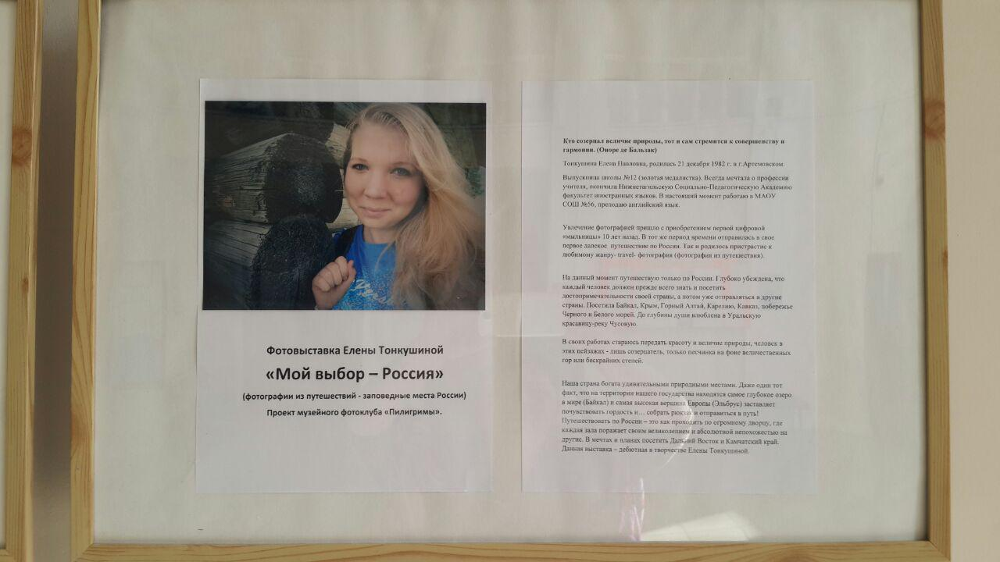 Фотовыставка Елены Тонкушиной
«Мой выбор – Россия»
(фотографии из путешествий - заповедные места России)
Проект музейного фотоклуба «Пилигримы».
Кто созерцал величие природы, тот и сам стремится к совершенству и
гармонии. (Оноре де Бальзак)
Тонкушина Елена Павловна, родилась 21 декабря 1982 г. в г.Артемовском.
Выпускница школы №12 (золотая медалистка). Всегда мечтала о профессии
учителя, окончила Нижнетагильскую Социально-Педагогическую Академию
факультет иностранных языков. В настоящий момент работаю в МАОУ
СОШ №56, преподаю английский язык.
Увлечение фотографией пришло с приобретением первой цифровой
«мыльницы» 10 лет назад. В тот же период времени отправилась в свое
первое далекое путешествие по России. Так и родилось пристрастие к
любимому жанру- travel- фотография (фотография из путешествия).
На данный момент путешествую только по России. Глубоко убеждена, что
каждый человек должен прежде всего знать и посетить
достопримечательности своей страны, а потом уже отправляться в другие
страны. Посетила Байкал, Крым, Горный Алтай, Карелию, Кавказ, побережье
Черного и Белого морей. До глубины души влюблена в Уральскую
красавицу-реку Чусовую.
В своих работах стараюсь передать красоту и величие природы, человек в
этих пейзажах - лишь созерцатель, только песчинка на фоне величественных
гор или бескрайних степей.
Наша страна богата удивительными природными местами. Даже один тот
факт, что на территории нашего государства находятся самое глубокое озеро
в мире (Байкал) и самая высокая вершина Европы (Эльбрус) заставляет
почувствовать гордость и… собрать рюкзак и отправиться в путь!
Путешествовать по России – это как проходить по огромному дворцу, где
каждая зала поражает своим великолепием и абсолютной непохожестью на
другие. В мечтах и планах посетить Дальний Восток и Камчатский край.
Данная выставка – дебютная в творчестве Елены Тонкушиной.